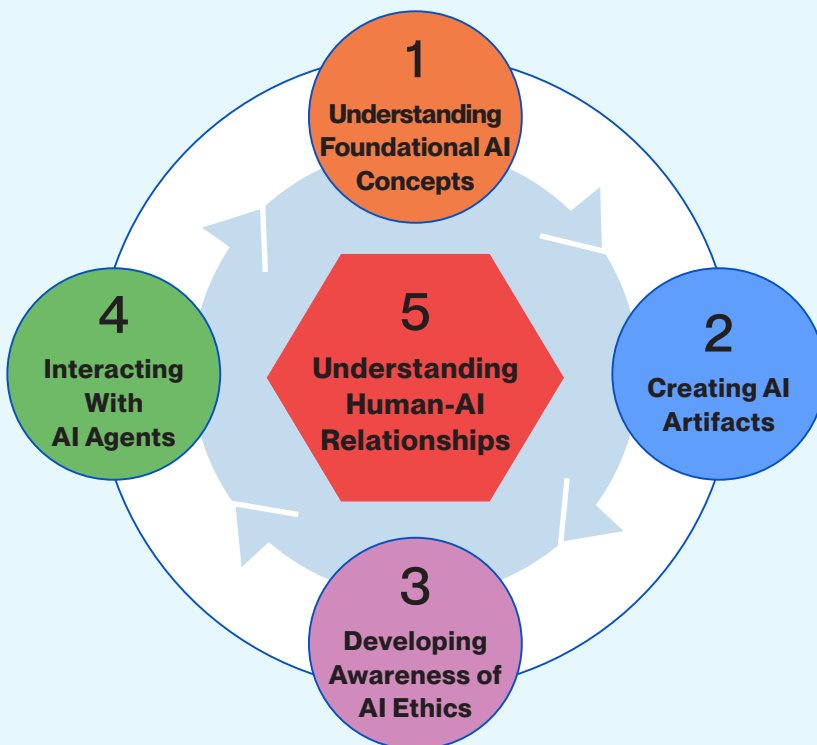 1
Understanding
Foundational AI
Concepts
2
Creating AI
Artifacts
3
Developing
Awareness of
AI Ethics
4
Interacting
With
AI Agents
5
Understanding
Human-AI
Relationships